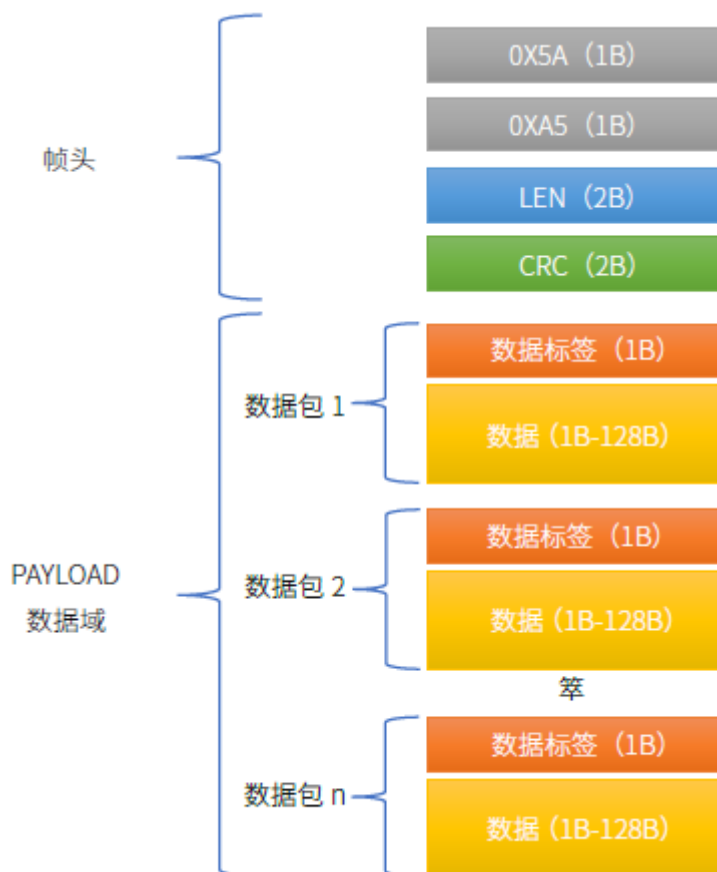 帧头
0X5A（1B）
0XA5（1B）
LEN（2B）
CRC（2B）
PAYLOAD
数据域
数据包 1
数据标签（1B）
数据（1B-128B）
数据包 2
数据标签（1B）
数据（1B-128B）
箤
数据包 n
数据标签（1B）
数据（1B-128B）